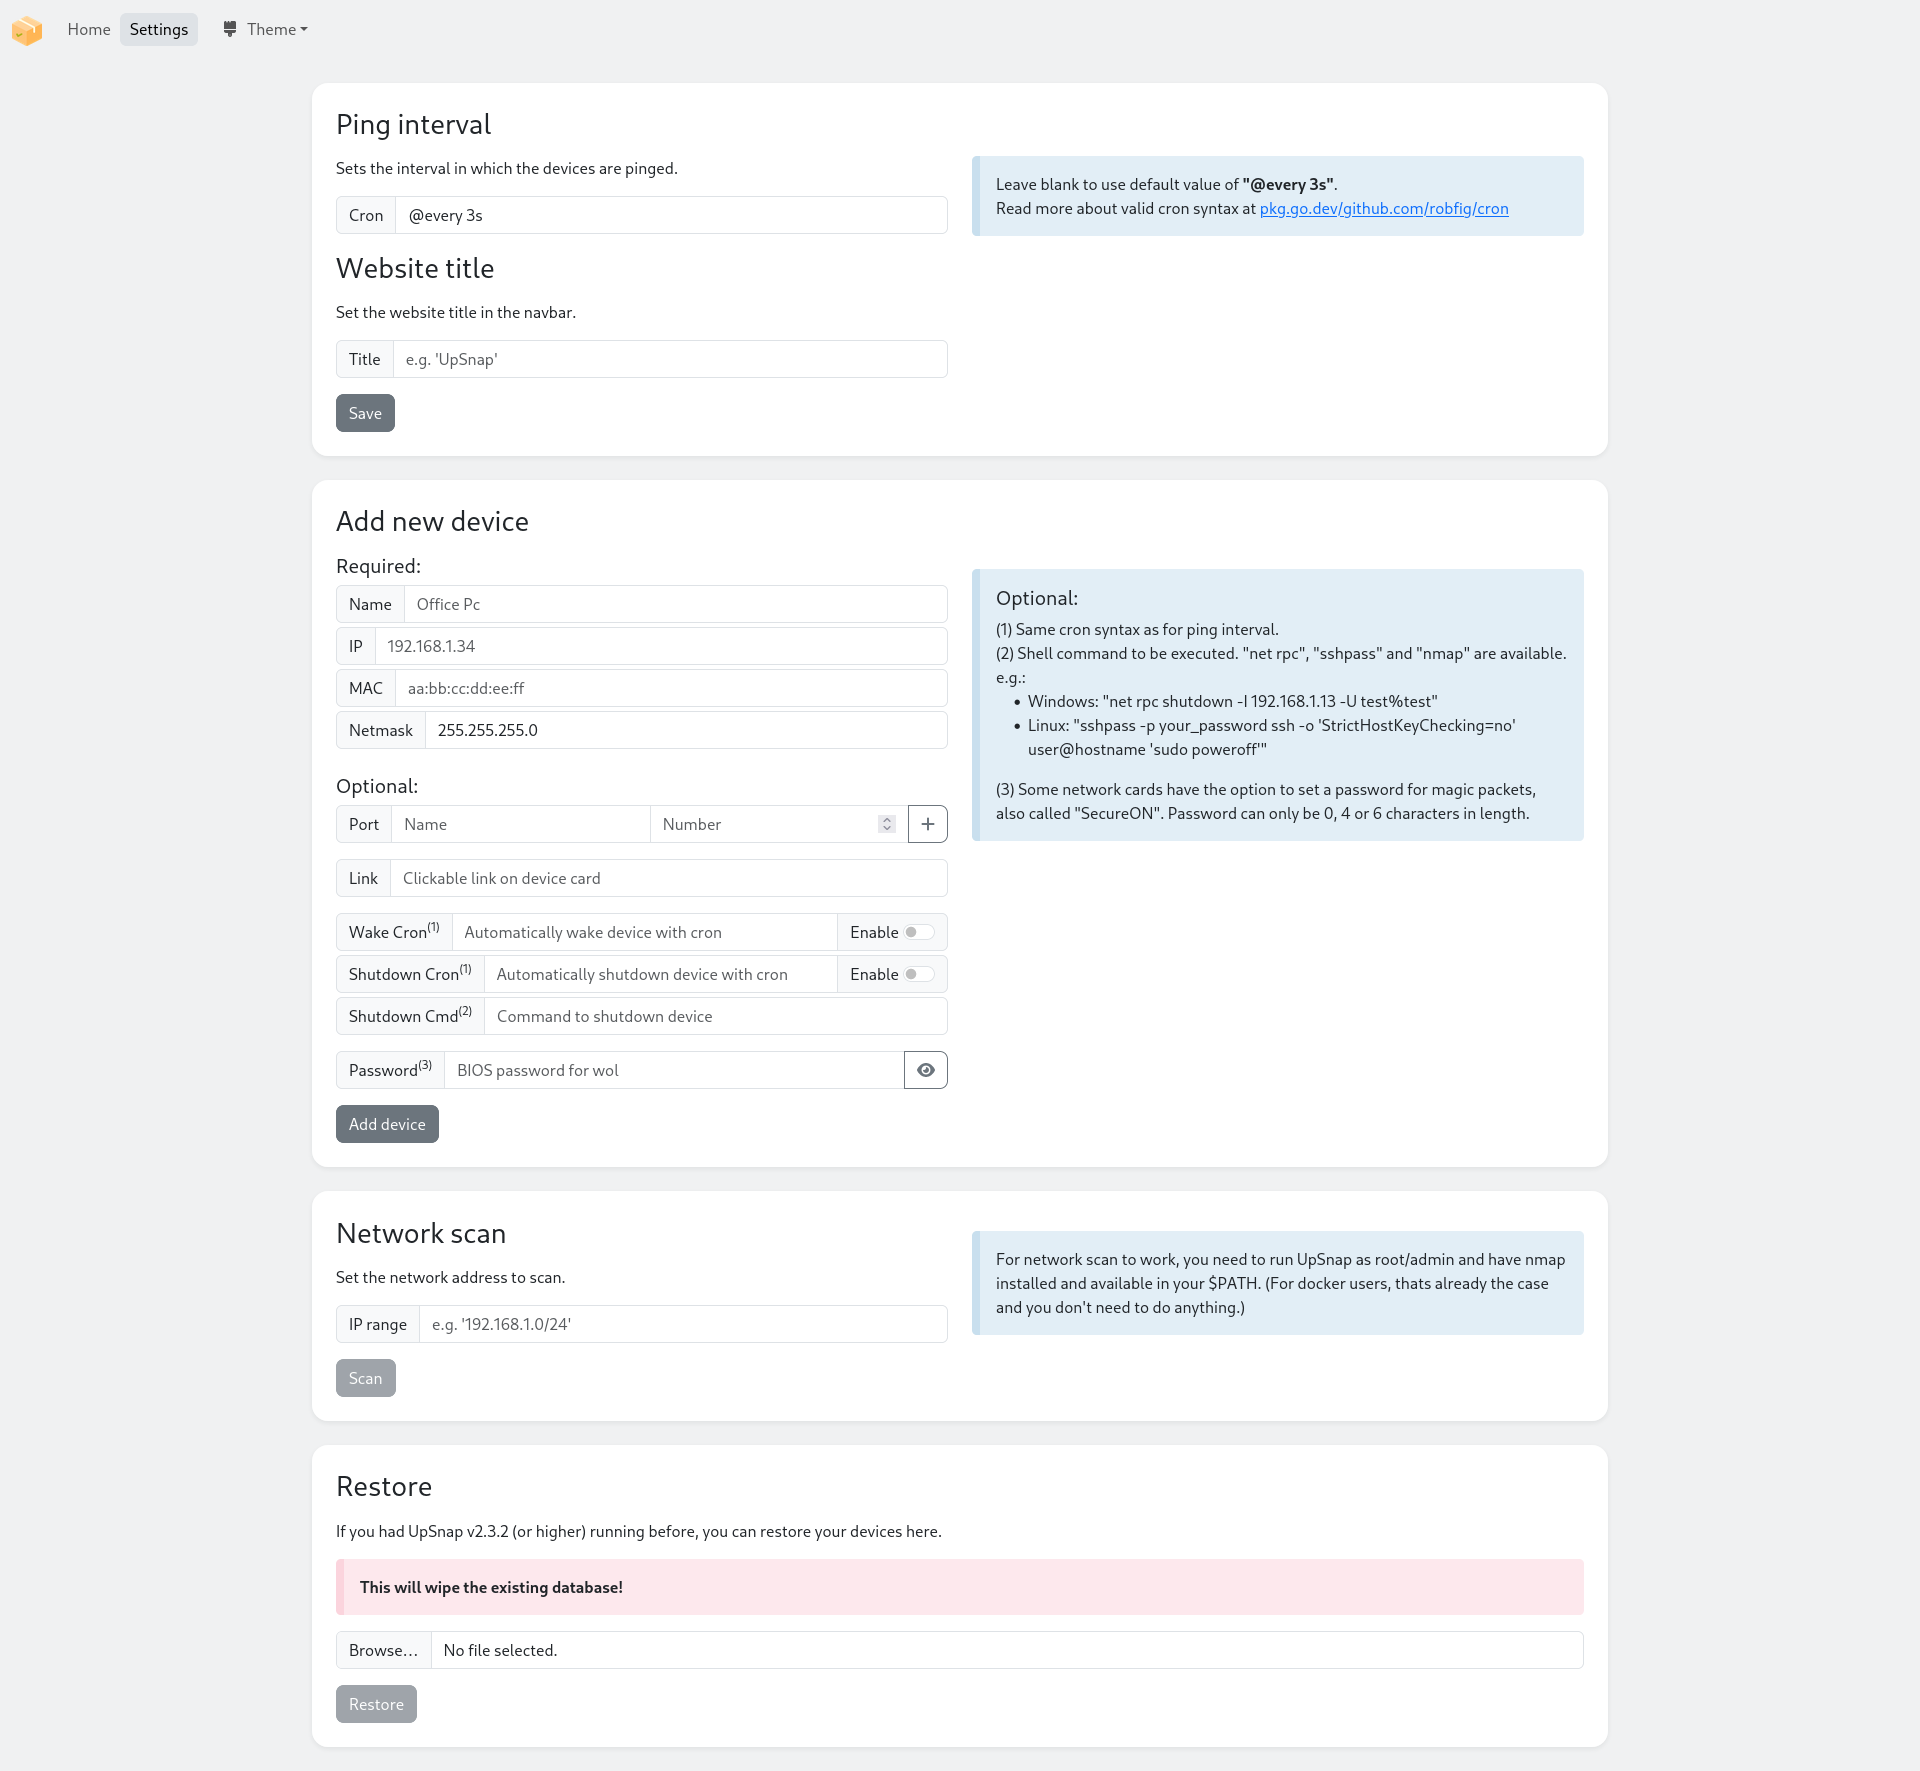 Home Settings Theme
Ping interval
Sets the interval in which the devices are pinged.
Cron @every 3s
Leave blank to use default value of "@every 3s".
Read more about valid cron syntax at pkg.go.dev/github.com/robfig/cron
Website title
Set the website title in the navbar.
Title e.g. 'UpSnap'
Save
Add new device
Required:
Name Office Pc
IP 192.168.1.34
MAC aa:bb:cc:dd:ee:ff
Netmask 255.255.255.0
Optional:
Port Name Number
Link Clickable link on device card
Wake Cron(1) Automatically wake device with cron Enable
Shutdown Cron(1) Automatically shutdown device with cron Enable
Shutdown Cmd(2) Command to shutdown device
Password(3) BIOS password for wol
Add device
Optional:
(1) Same cron syntax as for ping interval.
(2) Shell command to be executed. "net rpc", "sshpass" and "nmap" are available.
e.g.:
• Windows: "net rpc shutdown -I 192.168.1.13 -U test%test"
• Linux: "sshpass -p your_password ssh -o 'StrictHostKeyChecking=no'
user@hostname 'sudo poweroff'"
(3) Some network cards have the option to set a password for magic packets,
also called "SecureON". Password can only be 0, 4 or 6 characters in length.
Network scan
Set the network address to scan.
IP range e.g. '192.168.1.0/24'
Scan
For network scan to work, you need to run UpSnap as root/admin and have nmap
installed and available in your $PATH. (For docker users, thats already the case
and you don't need to do anything.)
Restore
If you had UpSnap v2.3.2 (or higher) running before, you can restore your devices here.
This will wipe the existing database!
Browse... No file selected.
Restore